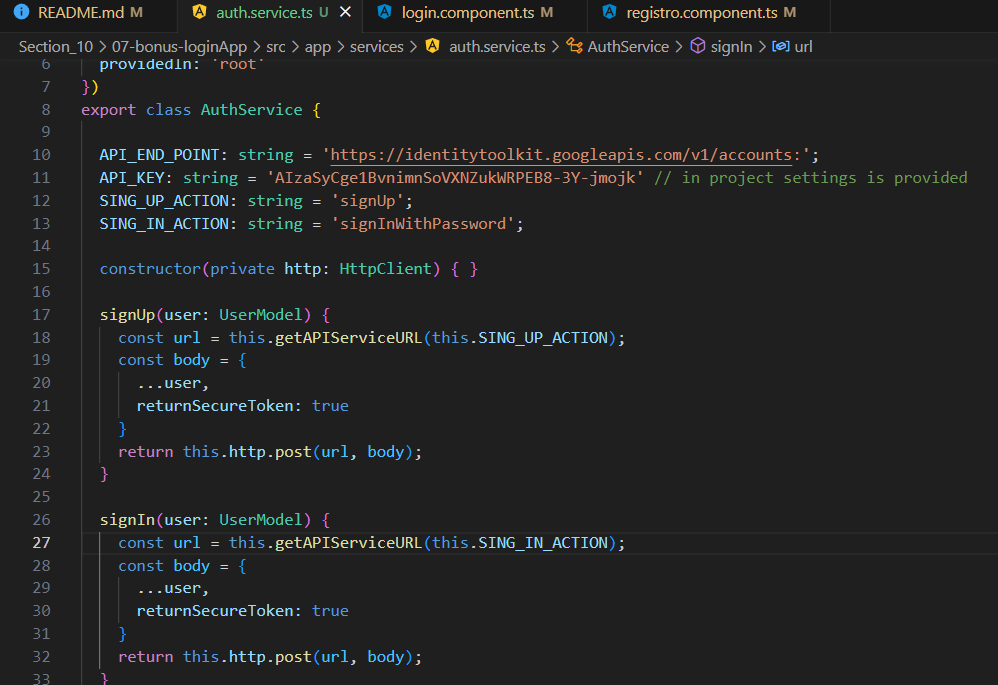 README.md M
auth.service.ts U
login.component.ts M
registro.component.ts M
Section_10 > 07-bonus-loginApp > src > app > services > auth.service.ts > AuthService > signIn > url
6 providedIn: 'root'
7 })
8 export class AuthService {
9
10 API_END_POINT: string = 'https://identitytoolkit.googleapis.com/v1/accounts:';
11 API_KEY: string = 'AIzaSyCge1BvnimnSoVXNZukWRPEB8-3Y-jmojk' // in project settings is provided
12 SING_UP_ACTION: string = 'signUp';
13 SING_IN_ACTION: string = 'signInWithPassword';
14
15 constructor(private http: HttpClient) { }
16
17 signUp(user: UserModel) {
18 const url = this.getAPIServiceURL(this.SING_UP_ACTION);
19 const body = {
20 ...user,
21 returnSecureToken: true
22 }
23 return this.http.post(url, body);
24 }
25
26 signIn(user: UserModel) {
27 const url = this.getAPIServiceURL(this.SING_IN_ACTION);
28 const body = {
29 ...user,
30 returnSecureToken: true
31 }
32 return this.http.post(url, body);
33 }